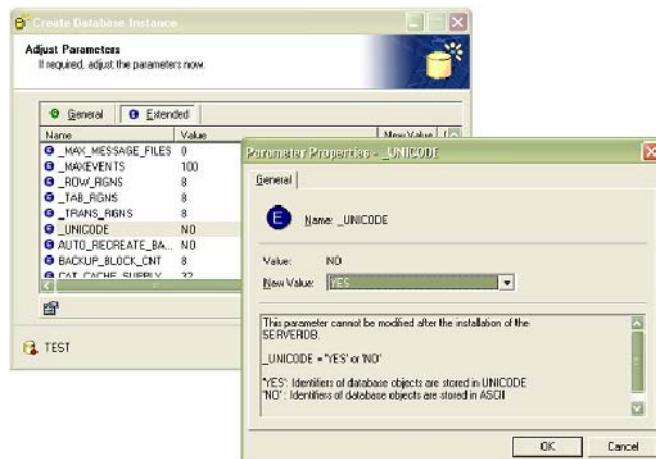 Create Database Instance
Adjust Parameters
If required, adjust the parameters now.
General Extended
Name Value New Value
_MAX_MESSAGE_FILES 0
_MAXEVENTS 100
_ROW_RGNS 8
_TAB_RGNS 8
_TRANS_RGNS 8
_UNICODE NO
AUTO_RECREATE_BA... NO
BACKUP_BLOCK_CNT 8
CAT_CACHE_SUPPLY 32
TEST
Parameter Properties - _UNICODE
General
E Name: _UNICODE
Value: NO
New Value: YES
This parameter cannot be modified after the installation of the
SERVERDB.
_UNICODE = 'YES' or 'NO'
'YES': Identifiers of database objects are stored in UNICODE
'NO' : Identifiers of database objects are stored in ASCII
OK Cancel